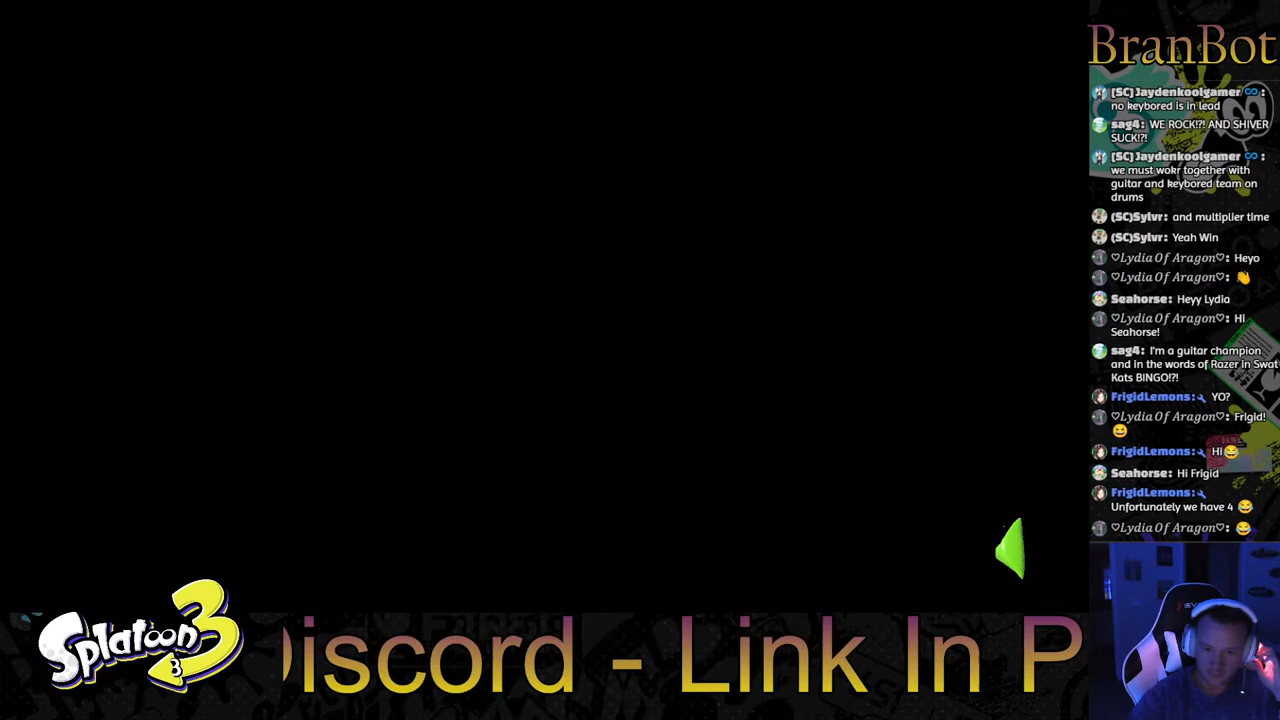 BranBot
(SC)Jaydenkoolgamer ∞ :
no keybored is in lead
sag4: WE ROCK!?! AND SHIVER
SUCK!?!
(SC)Jaydenkoolgamer ∞ :
we must wokr together with
guitar and keybored team on
drums
(SC)Sylvr: and multiplier time
(SC)Sylvr: Yeah Win
♡Lydia Of Aragon♡: Heyo
♡Lydia Of Aragon♡: 👋
Seahorse: Heyy Lydia
♡Lydia Of Aragon♡: Hi
Seahorse!
sag4: I'm a guitar champion
and in the words of Razer in Swat
Kats BINGO!?!
FrigidLemons: YO?
♡Lydia Of Aragon♡: Frigid!
😆
FrigidLemons: Hi😂
Seahorse: Hi Frigid
FrigidLemons:
Unfortunately we have 4 😂
♡Lydia Of Aragon♡: 😂
Splatoon 3
Discord - Link In P